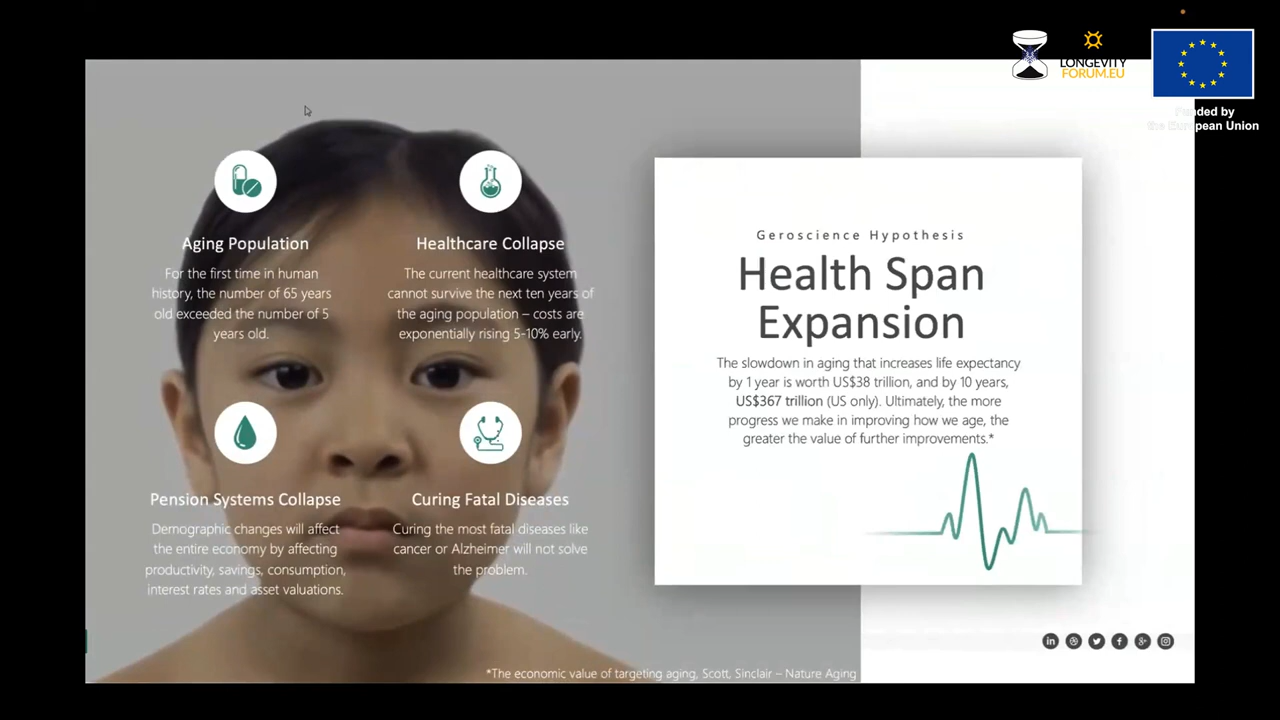 LONGEVITY
FORUM.EU
Funded by
the European Union
Aging Population
For the first time in human
history, the number of 65 years
old exceeded the number of 5
years old.
Healthcare Collapse
The current healthcare system
cannot survive the next ten years of
the aging population – costs are
exponentially rising 5-10% early.
Pension Systems Collapse
Demographic changes will affect
the entire economy by affecting
productivity, savings, consumption,
interest rates and asset valuations.
Curing Fatal Diseases
Curing the most fatal diseases like
cancer or Alzheimer will not solve
the problem.
Geroscience Hypothesis
Health Span
Expansion
The slowdown in aging that increases life expectancy
by 1 year is worth US$38 trillion, and by 10 years,
US$367 trillion (US only). Ultimately, the more
progress we make in improving how we age, the
greater the value of further improvements.*
*The economic value of targeting aging, Scott, Sinclair – Nature Aging